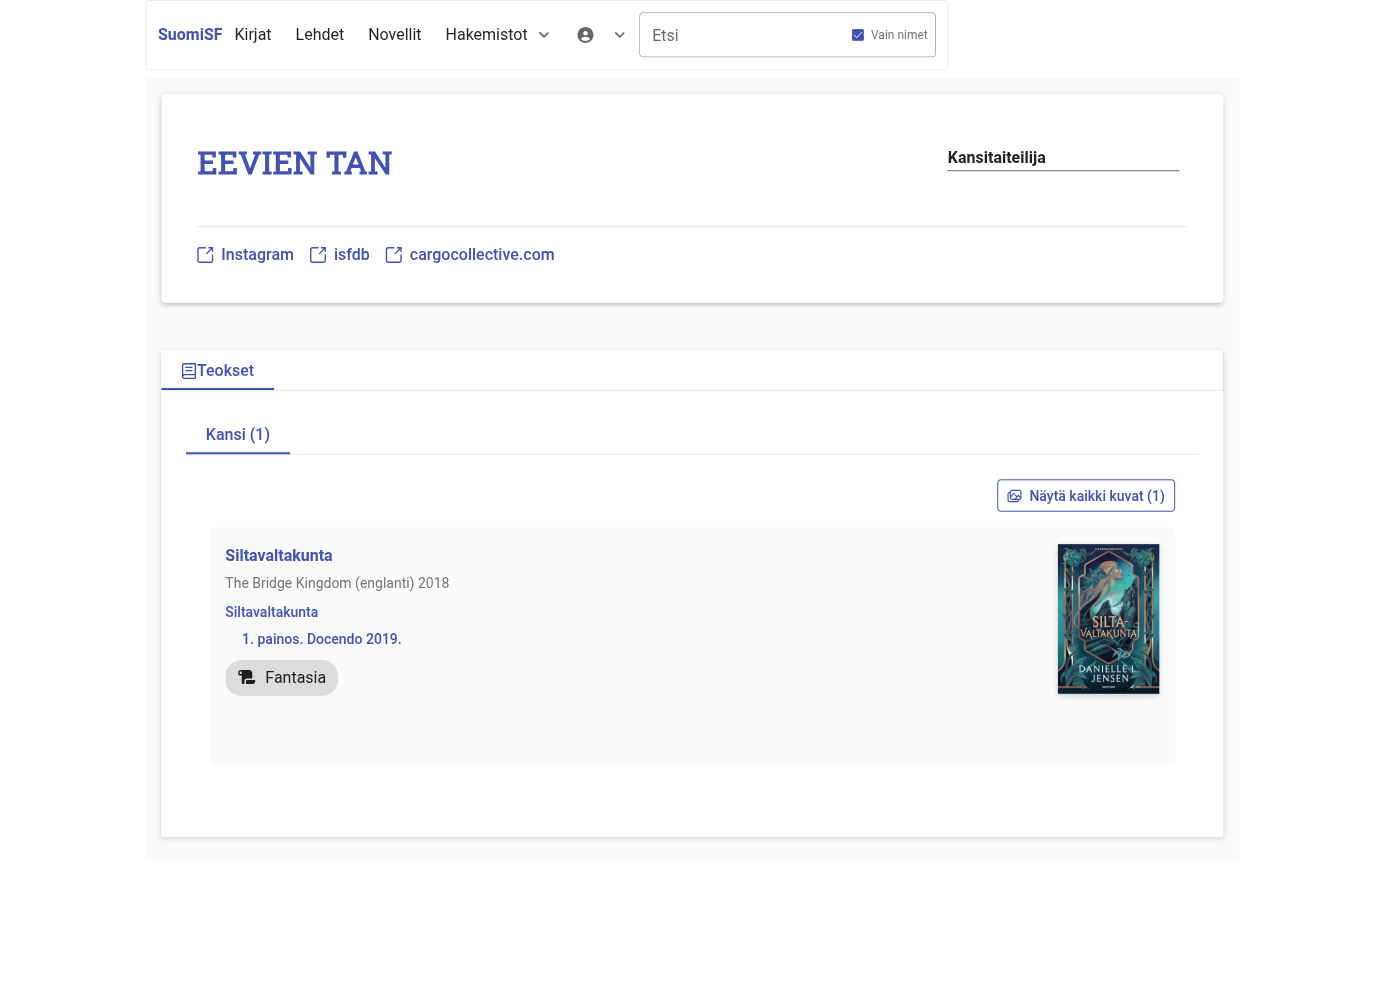 SuomiSF Kirjat Lehdet Novellit Hakemistot Etsi Vain nimet
EEVIEN TAN
Kansitaiteilija
Instagram isfdb cargocollective.com
Teokset
Kansi (1)
Näytä kaikki kuvat (1)
Siltavaltakunta
The Bridge Kingdom (englanti) 2018
Siltavaltakunta
1. painos. Docendo 2019.
Fantasia
SILTA-
VALTAKUNTA
DANIELLE L.
JENSEN